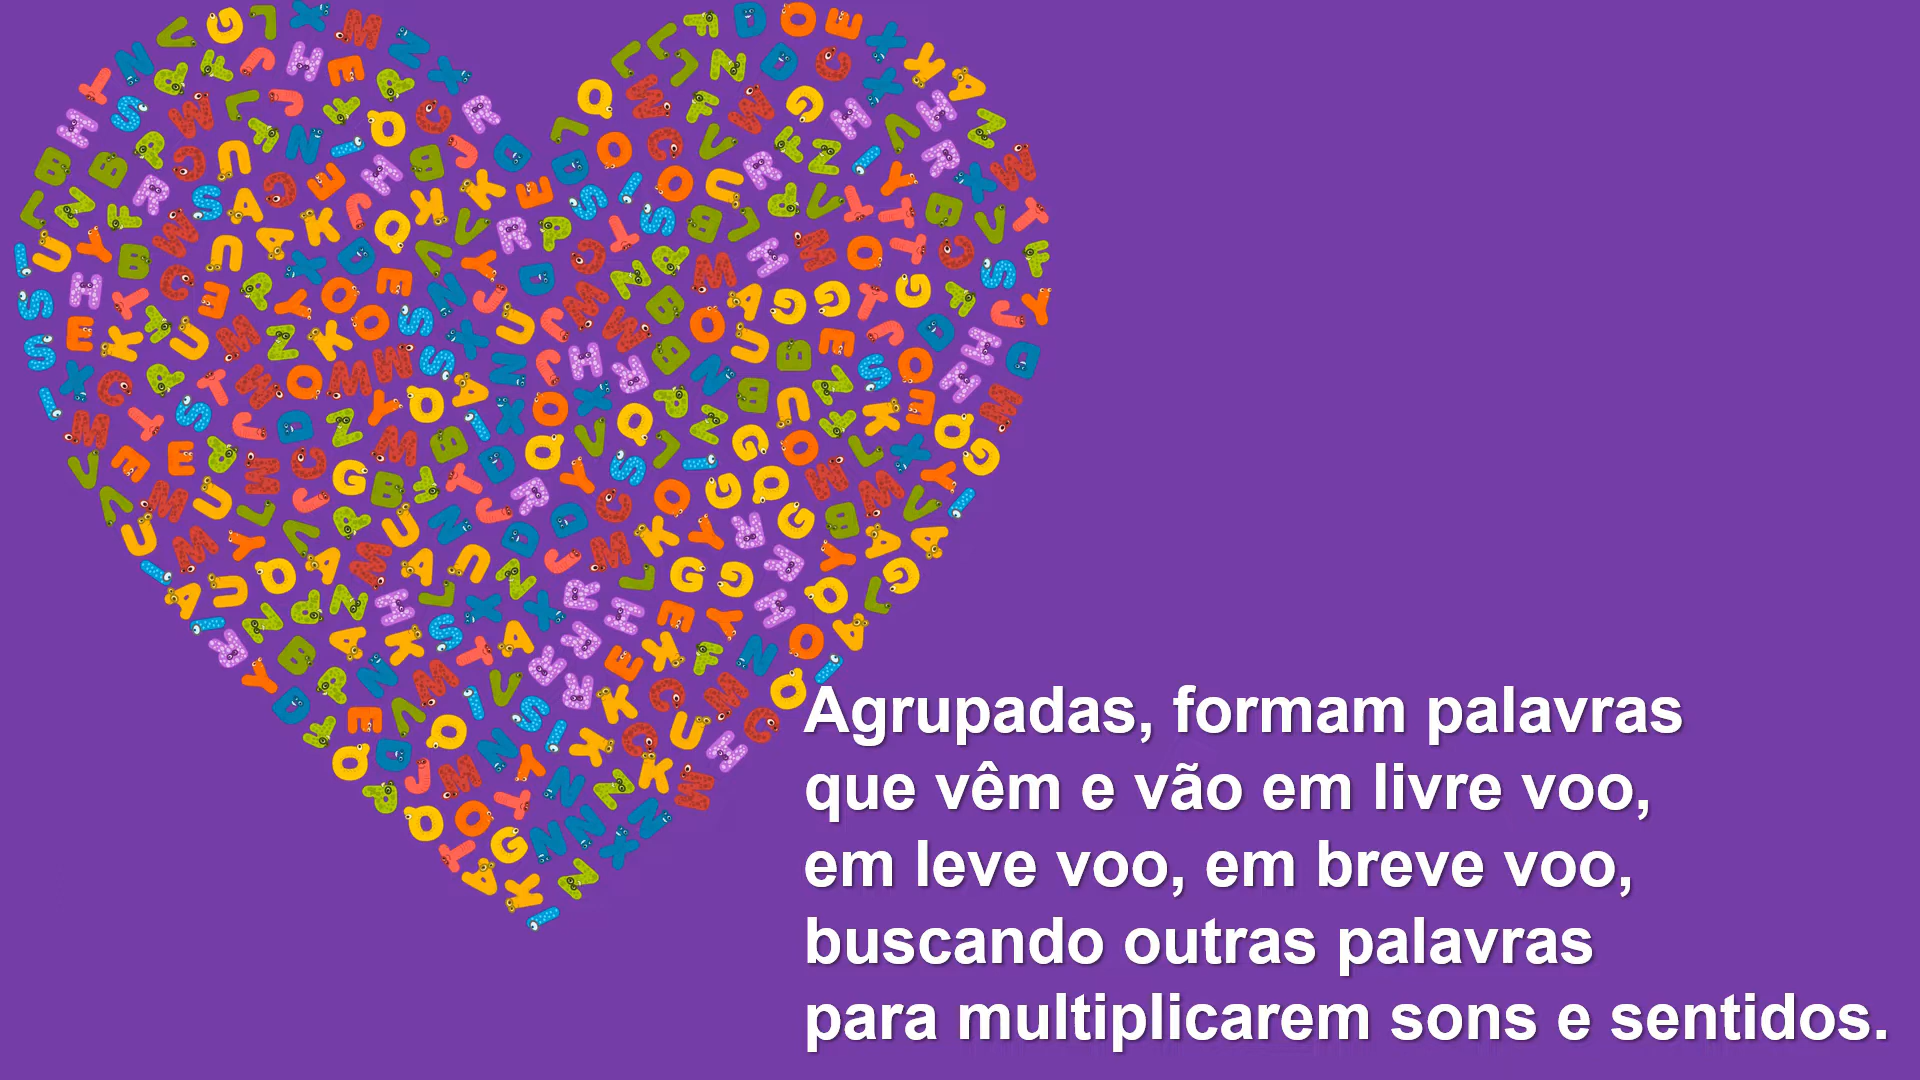 Agrupadas, formam palavras
que vêm e vão em livre voo,
em leve voo, em breve voo,
buscando outras palavras
para multiplicarem sons e sentidos.